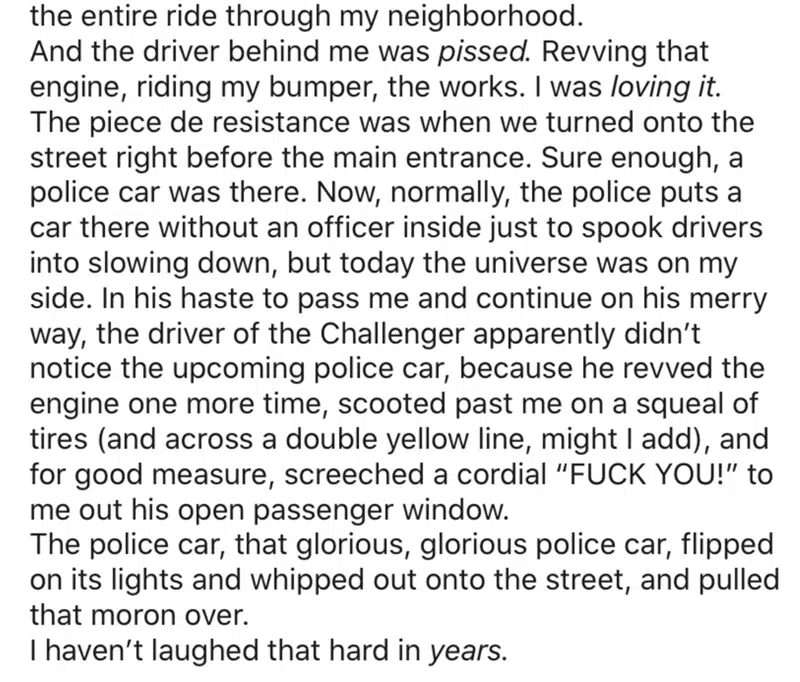 the entire ride through my neighborhood.
And the driver behind me was pissed. Revving that
engine, riding my bumper, the works. I was loving it.
The piece de resistance was when we turned onto the
street right before the main entrance. Sure enough, a
police car was there. Now, normally, the police puts a
car there without an officer inside just to spook drivers
into slowing down, but today the universe was on my
side. In his haste to pass me and continue on his merry
way, the driver of the Challenger apparently didn’t
notice the upcoming police car, because he revved the
engine one more time, scooted past me on a squeal of
tires (and across a double yellow line, might I add), and
for good measure, screeched a cordial “FUCK YOU!” to
me out his open passenger window.
The police car, that glorious, glorious police car, flipped
on its lights and whipped out onto the street, and pulled
that moron over.
I haven’t laughed that hard in years.